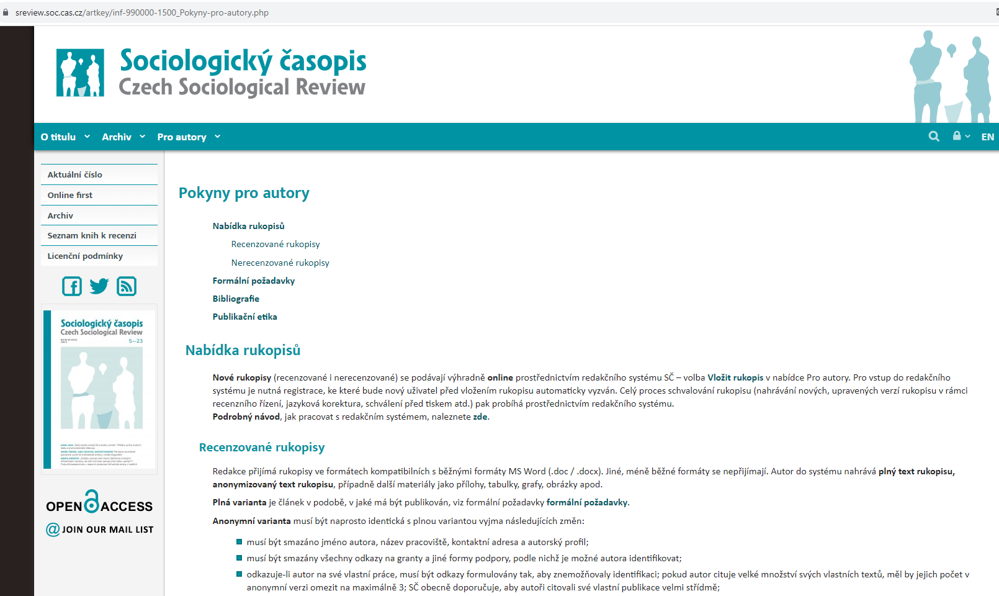 sreview.soc.cas.cz/artkey/inf-990000-1500_Pokyny-pro-autory.php
Sociologický časopis
Czech Sociological Review
O titulu
Archiv
Pro autory
EN
Aktuální číslo
Online first
Archiv
Seznam knih k recenzi
Licenční podmínky
Sociologický časopis
Czech Sociological Review
5—23
OPEN ACCESS
@ JOIN OUR MAIL LIST
Pokyny pro autory
Nabídka rukopisů
Recenzované rukopisy
Nerecenzované rukopisy
Formální požadavky
Bibliografie
Publikační etika
Nabídka rukopisů
Nové rukopisy (recenzované i nerecenzované) se podávají výhradně online prostřednictvím redakčního systému SČ – volba Vložit rukopis v nabídce Pro autory. Pro vstup do redakčního
systému je nutná registrace, ke které bude nový uživatel před vložením rukopisu automaticky vyzván. Celý proces schvalování rukopisu (nahrávání nových, upravených verzí rukopisu v rámci
recenzního řízení, jazyková korektura, schválení před tiskem atd.) pak probíhá prostřednictvím redakčního systému.
Podrobný návod, jak pracovat s redakčním systémem, naleznete zde.
Recenzované rukopisy
Redakce přijímá rukopisy ve formátech kompatibilních s běžnými formáty MS Word (.doc / .docx). Jiné, méně běžné formáty se nepřijímají. Autor do systému nahrává plný text rukopisu,
anonymizovaný text rukopisu, případně další materiály jako přílohy, tabulky, grafy, obrázky apod.
Plná varianta je článek v podobě, v jaké má být publikován, viz formální požadavky formální požadavky.
Anonymní varianta musí být naprosto identická s plnou variantou vyjma následujících změn:
musí být smazáno jméno autora, název pracoviště, kontaktní adresa a autorský profil;
musí být smazány všechny odkazy na granty a jiné formy podpory, podle nichž je možné autora identifikovat;
odkazuje-li autor na své vlastní práce, musí být odkazy formulovány tak, aby znemožňovaly identifikaci; pokud autor cituje velké množství svých vlastních textů, měl by jejich počet v
anonymní verzi omezit na maximálně 3; SČ obecně doporučuje, aby autoři citovali své vlastní publikace velmi střídmě;